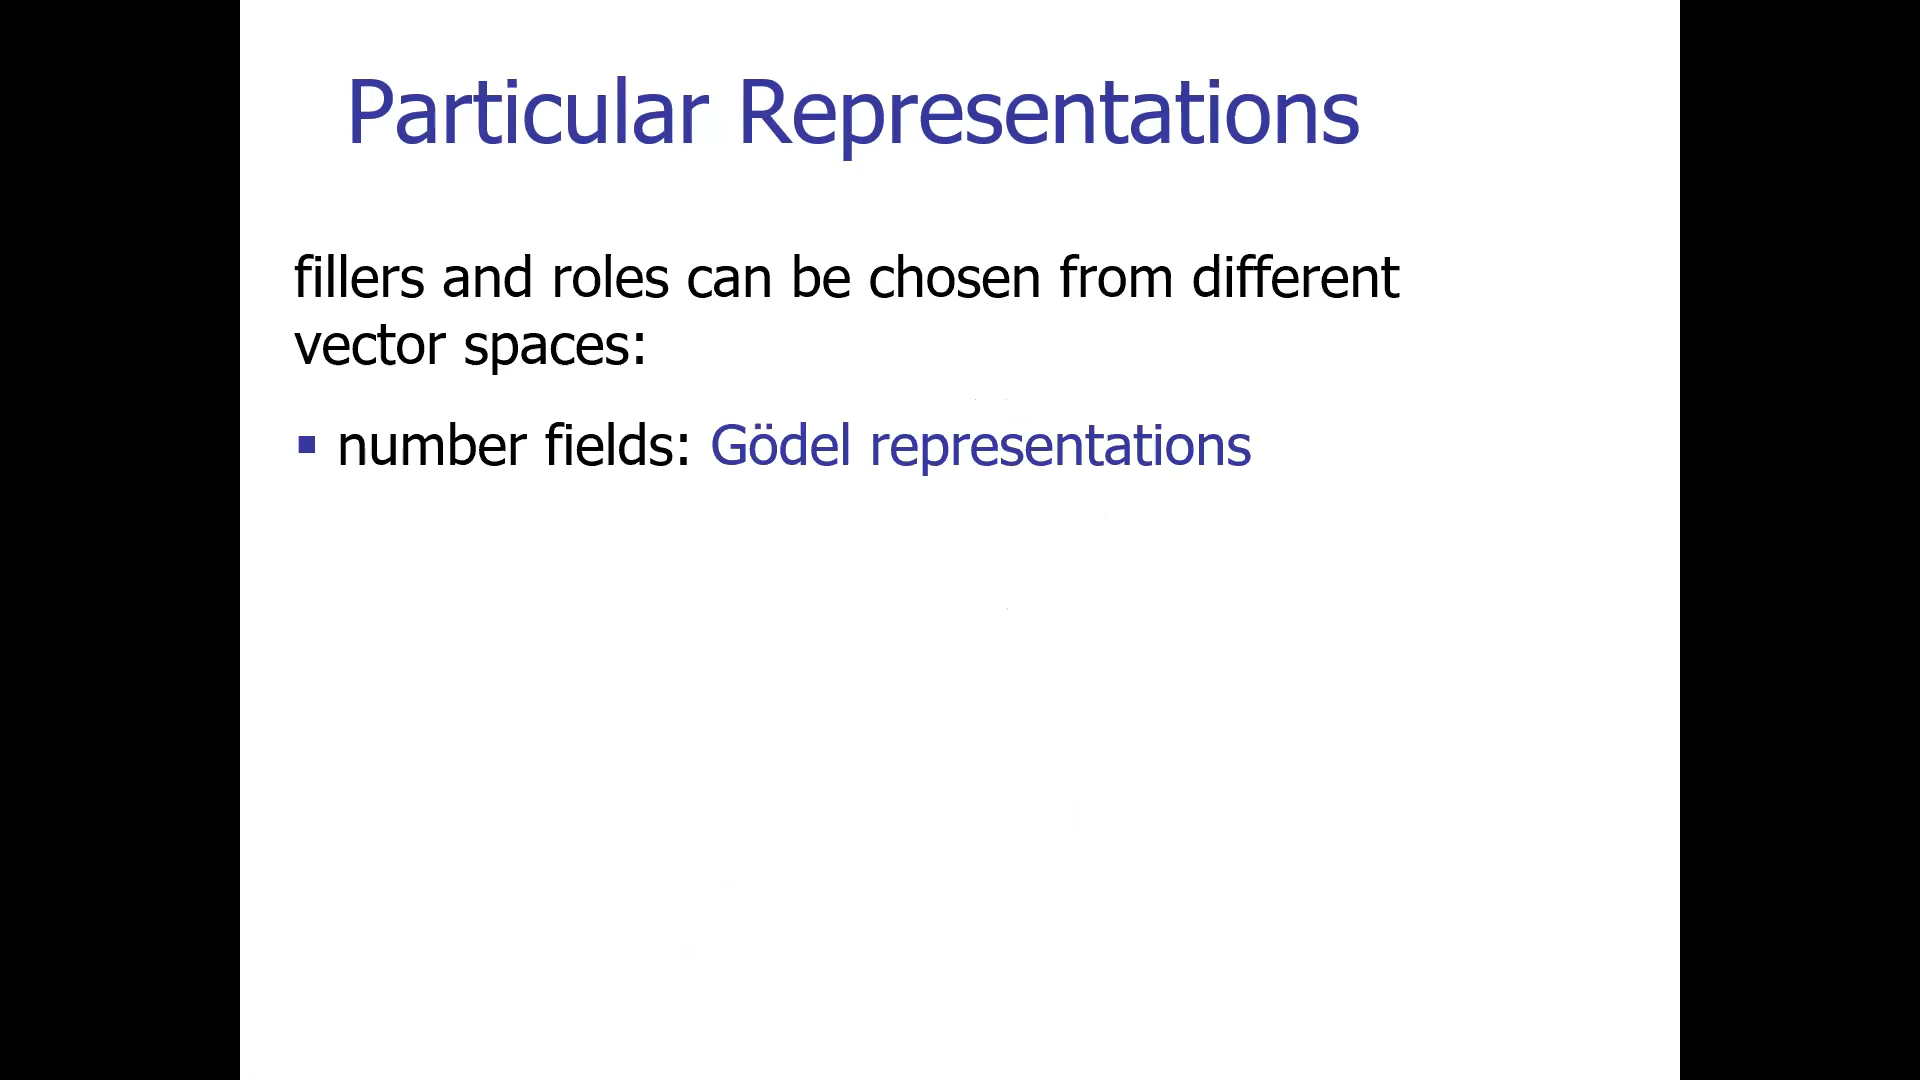 Particular Representations
fillers and roles can be chosen from different
vector spaces:
▪ number fields: Gödel representations